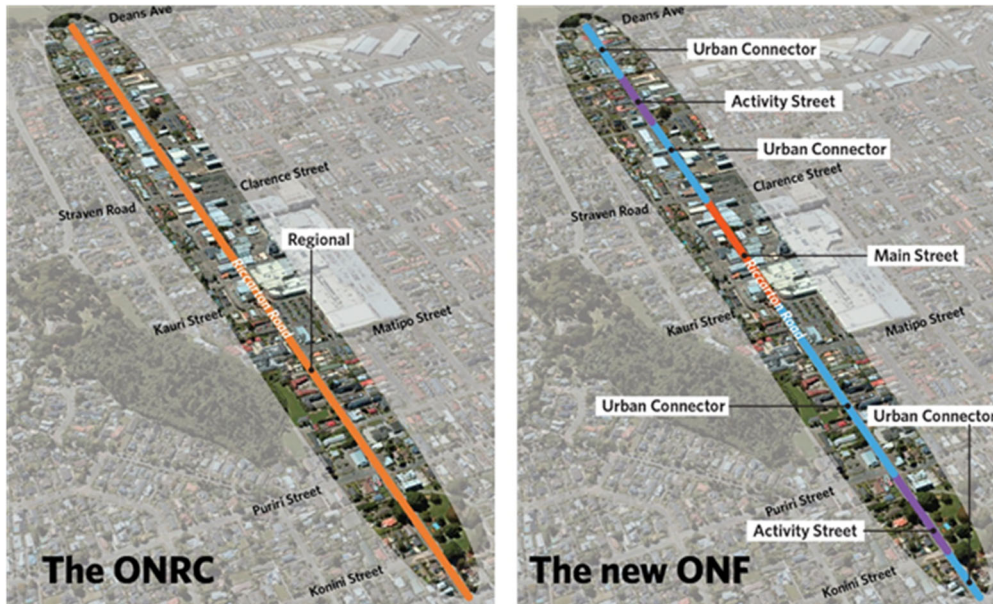 Deans Ave
Clarence Street
Straven Road
Regional
Riccarton Road
Kauri Street
Matipo Street
Puriri Street
Konini Street
The ONRC
Deans Ave
Urban Connector
Activity Street
Urban Connector
Clarence Street
Straven Road
Main Street
Riccarton Road
Kauri Street
Matipo Street
Urban Connector
Urban Connector
Puriri Street
Activity Street
Konini Street
The new ONF